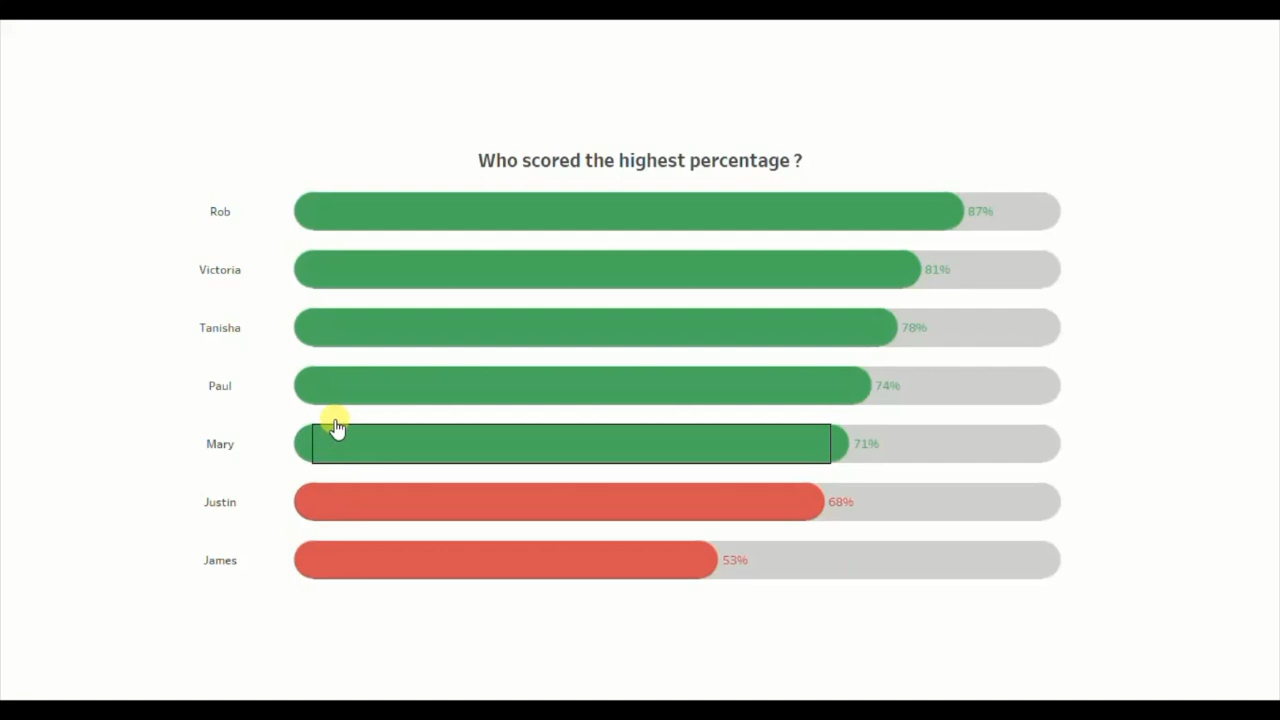 Who scored the highest percentage ?
Rob 87%
Victoria 81%
Tanisha 78%
Paul 74%
Mary 71%
Justin 68%
James 53%